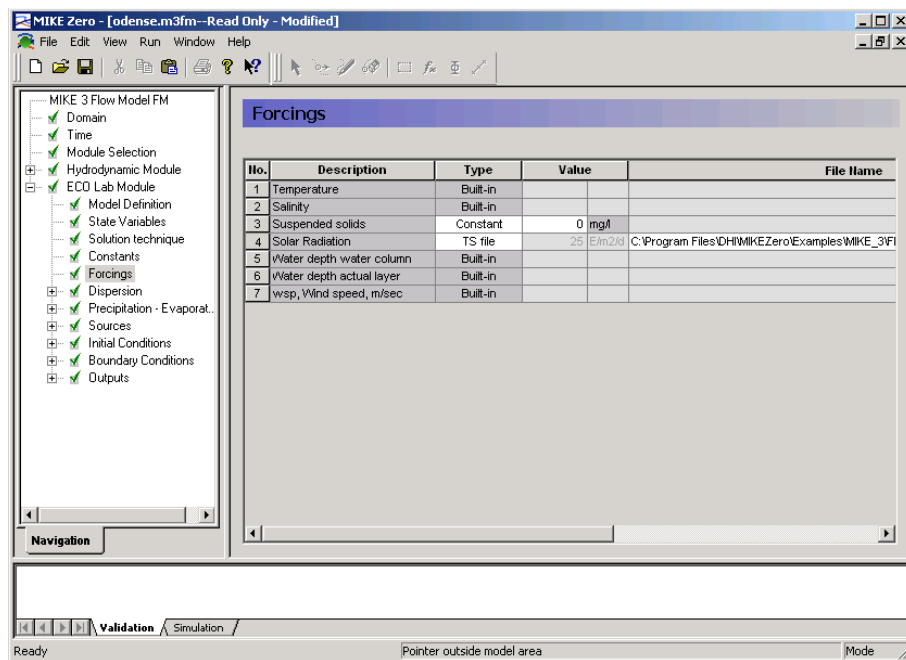 MIKE Zero - [odense.m3fm--Read Only - Modified]
File Edit View Run Window Help
MIKE 3 Flow Model FM
Domain
Time
Module Selection
Hydrodynamic Module
ECO Lab Module
Model Definition
State Variables
Solution technique
Constants
Forcings
Dispersion
Precipitation - Evaporat..
Sources
Initial Conditions
Boundary Conditions
Outputs
Navigation
Forcings
No. Description Type Value File Name
1 Temperature Built-in
2 Salinity Built-in
3 Suspended solids Constant 0 mg/l
4 Solar Radiation TS file 25 E/m2/d C:\Program Files\DHI\MIKEZero\Examples\MIKE_3\Fl
5 Water depth water column Built-in
6 Water depth actual layer Built-in
7 wsp, Wind speed, m/sec Built-in
Validation Simulation
Ready Pointer outside model area Mode